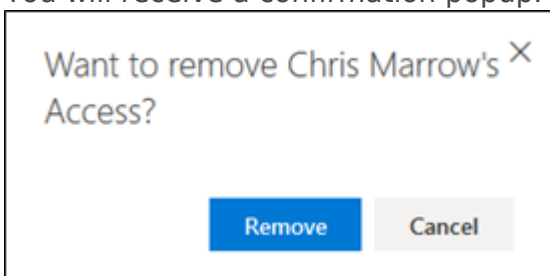 You will receive a confirmation popup.
Want to remove Chris Marrow's
Access?
Remove
Cancel